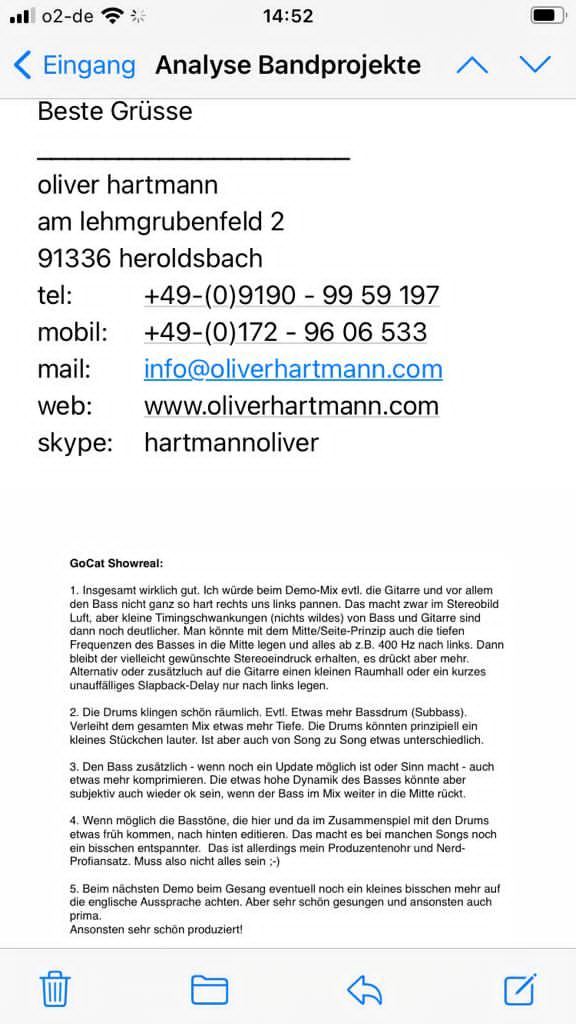 o2-de 14:52
Eingang Analyse Bandprojekte
Beste Grüsse
_______________________
oliver hartmann
am lehmgrubenfeld 2
91336 heroldsbach
tel: +49-(0)9190 - 99 59 197
mobil: +49-(0)172 - 96 06 533
mail: info@oliverhartmann.com
web: www.oliverhartmann.com
skype: hartmannoliver
GoCat Showreal:
1. Insgesamt wirklich gut. Ich würde beim Demo-Mix evtl. die Gitarre und vor allem
den Bass nicht ganz so hart rechts uns links pannen. Das macht zwar im Stereobild
Luft, aber kleine Timingschwankungen (nichts wildes) von Bass und Gitarre sind
dann noch deutlicher. Man könnte mit dem Mitte/Seite-Prinzip auch die tiefen
Frequenzen des Basses in die Mitte legen und alles ab z.B. 400 Hz nach links. Dann
bleibt der vielleicht gewünschte Stereoeindruck erhalten, es drückt aber mehr.
Alternativ oder zusätzluch auf die Gitarre einen kleinen Raumhall oder ein kurzes
unauffälliges Slapback-Delay nur nach links legen.
2. Die Drums klingen schön räumlich. Evtl. Etwas mehr Bassdrum (Subbass).
Verleiht dem gesamten Mix etwas mehr Tiefe. Die Drums könnten prinzipiell ein
kleines Stückchen lauter. Ist aber auch von Song zu Song etwas unterschiedlich.
3. Den Bass zusätzlich - wenn noch ein Update möglich ist oder Sinn macht - auch
etwas mehr komprimieren. Die etwas hohe Dynamik des Basses könnte aber
subjektiv auch wieder ok sein, wenn der Bass im Mix weiter in die Mitte rückt.
4. Wenn möglich die Basstöne, die hier und da im Zusammenspiel mit den Drums
etwas früh kommen, nach hinten editieren. Das macht es bei manchen Songs noch
ein bisschen entspannter. Das ist allerdings mein Produzentenohr und Nerd-
Profiansatz. Muss also nicht alles sein ;-)
5. Beim nächsten Demo beim Gesang eventuell noch ein kleines bisschen mehr auf
die englische Aussprache achten. Aber sehr schön gesungen und ansonsten auch
prima.
Ansonsten sehr schön produziert!